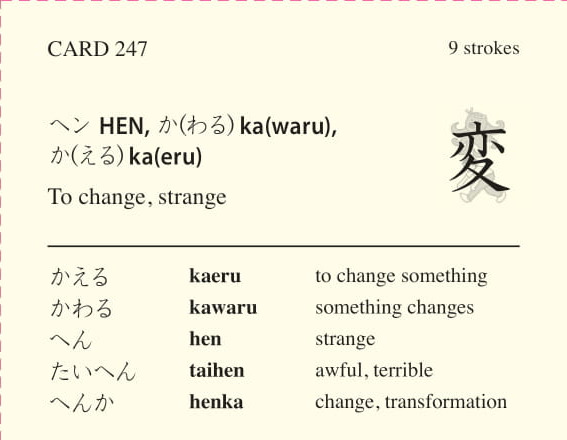 CARD 247 9 strokes
ヘン HEN, か(わる) ka(waru),
か(える) ka(eru)
変
To change, strange
かえる kaeru to change something
かわる kawaru something changes
へん hen strange
たいへん taihen awful, terrible
へんか henka change, transformation